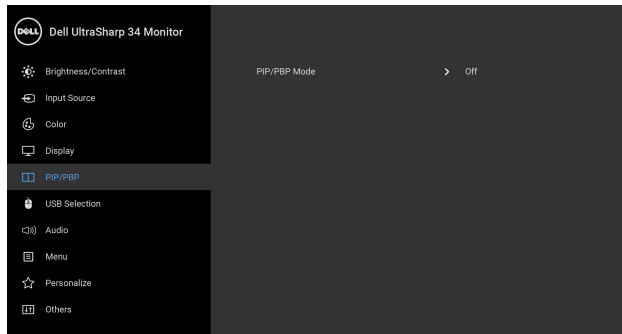 DELL Dell UltraSharp 34 Monitor
Brightness/Contrast
PIP/PBP Mode Off
Input Source
Color
Display
PIP/PBP
USB Selection
Audio
Menu
Personalize
Others